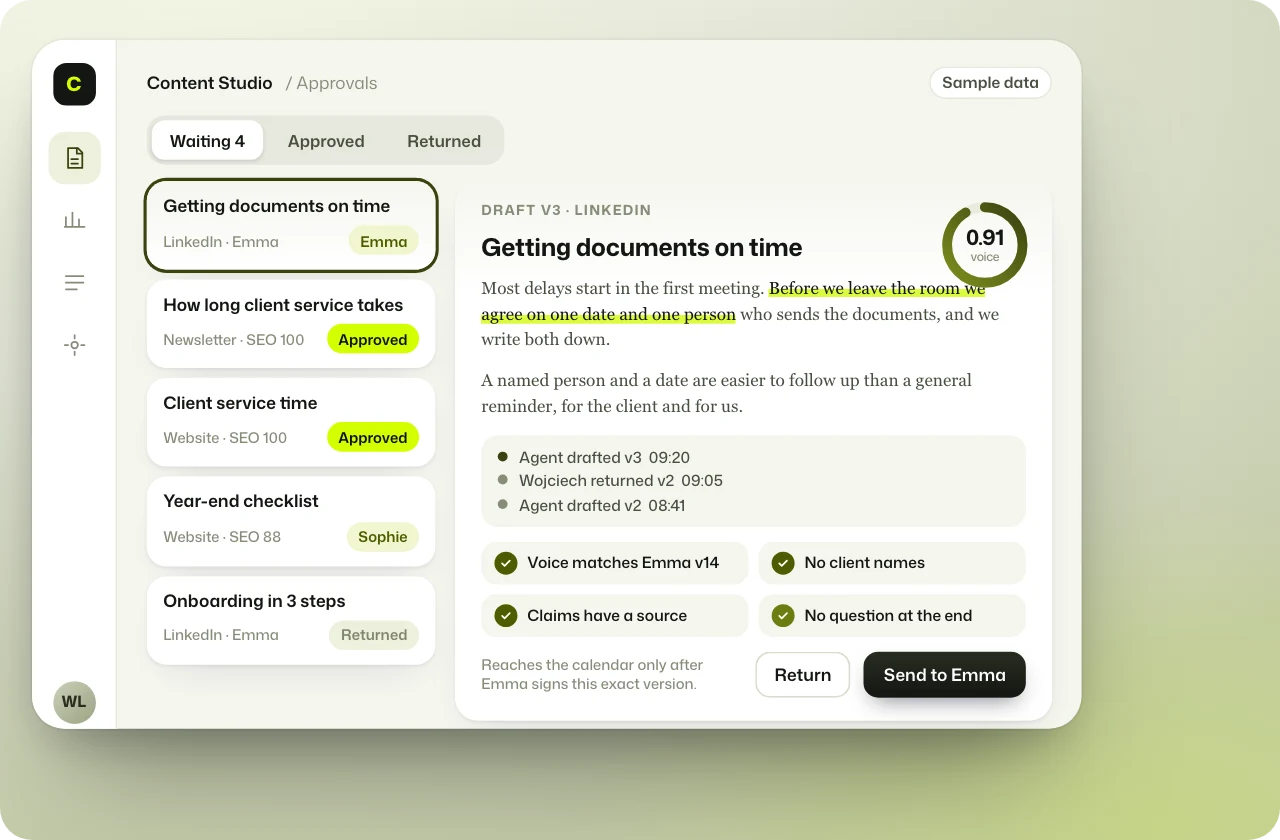 C
Content Studio / Approvals
Sample data
Waiting 4
Approved
Returned
Getting documents on time
LinkedIn · Emma
Emma
How long client service takes
Newsletter · SEO 100
Approved
Client service time
Website · SEO 100
Approved
Year-end checklist
Website · SEO 88
Sophie
Onboarding in 3 steps
LinkedIn · Emma
Returned
WL
DRAFT V3 · LINKEDIN
Getting documents on time
0.91
voice
Most delays start in the first meeting. Before we leave the room we
agree on one date and one person who sends the documents, and we
write both down.
A named person and a date are easier to follow up than a general
reminder, for the client and for us.
Agent drafted v3 09:20
Wojciech returned v2 09:05
Agent drafted v2 08:41
Voice matches Emma v14
No client names
Claims have a source
No question at the end
Reaches the calendar only after
Emma signs this exact version.
Return
Send to Emma